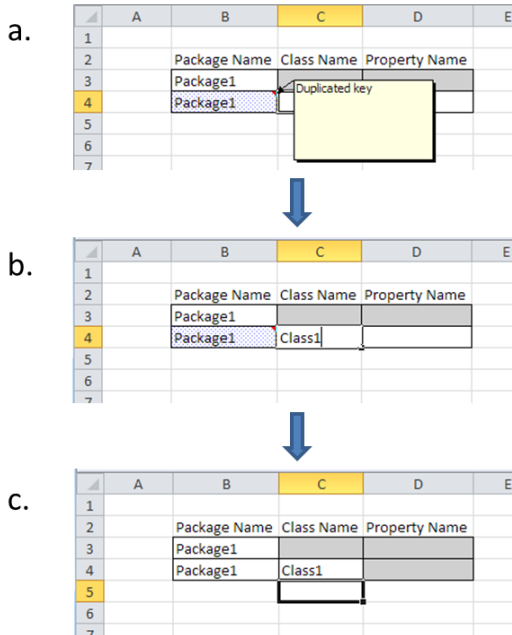 a.
A B C D E
1
2 Package Name Class Name Property Name
3 Package1
Duplicated key
4 Package1
5
6
7
b.
A B C D E
1
2 Package Name Class Name Property Name
3 Package1
4 Package1 Class1
5
6
7
c.
A B C D E
1
2 Package Name Class Name Property Name
3 Package1
4 Package1 Class1
5
6
7